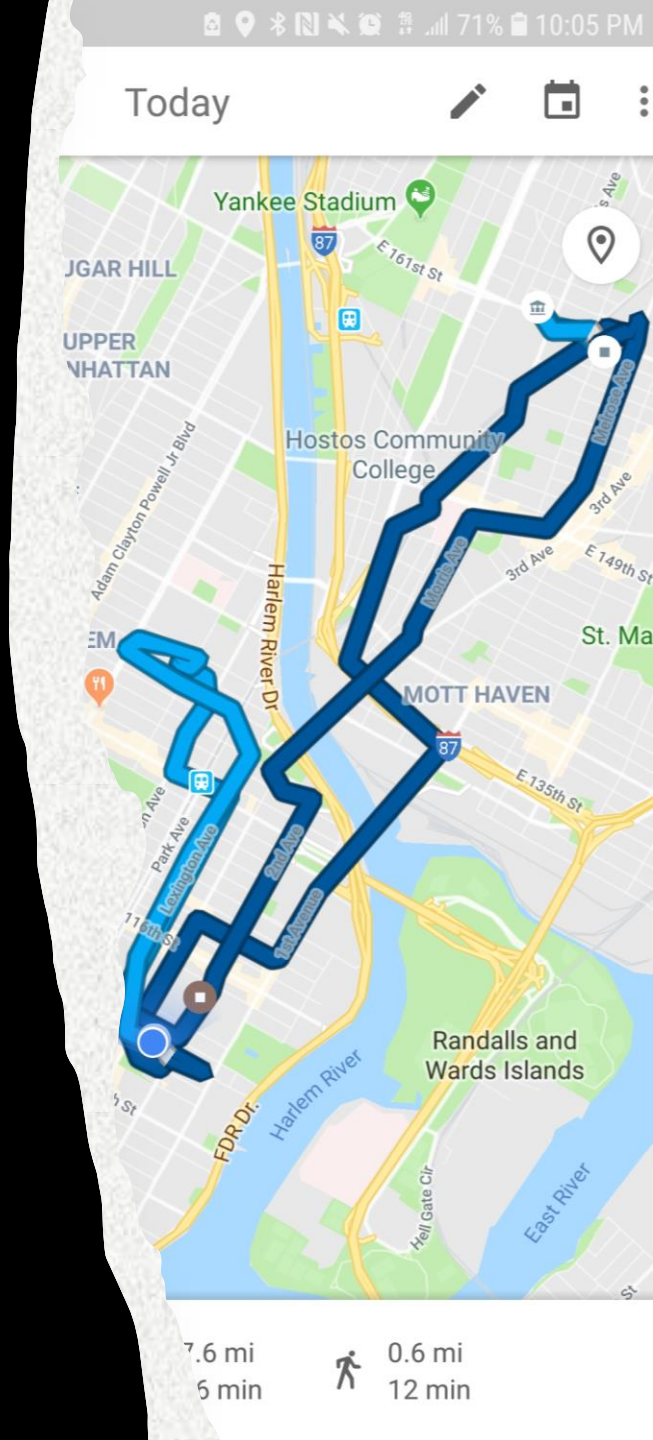 71% 10:05 PM
Today
Yankee Stadium
s Ave
87
E 161st St
UGAR HILL
UPPER
NHATTAN
Melrose Ave
Hostos Community
College
Adam Clayton Powell Jr Blvd
3rd Ave
Morris Ave
3rd Ave
E 149th St
Harlem River Dr
EM
St. Ma
MOTT HAVEN
87
E 135th St
n Ave
Park Ave
Lexington Ave
2nd Ave
116th St
1st Avenue
Randalls and
Wards Islands
Harlem River
h St
FDR Dr.
Hell Gate Cir
East River
St
7.6 mi
0.6 mi
6 min
12 min